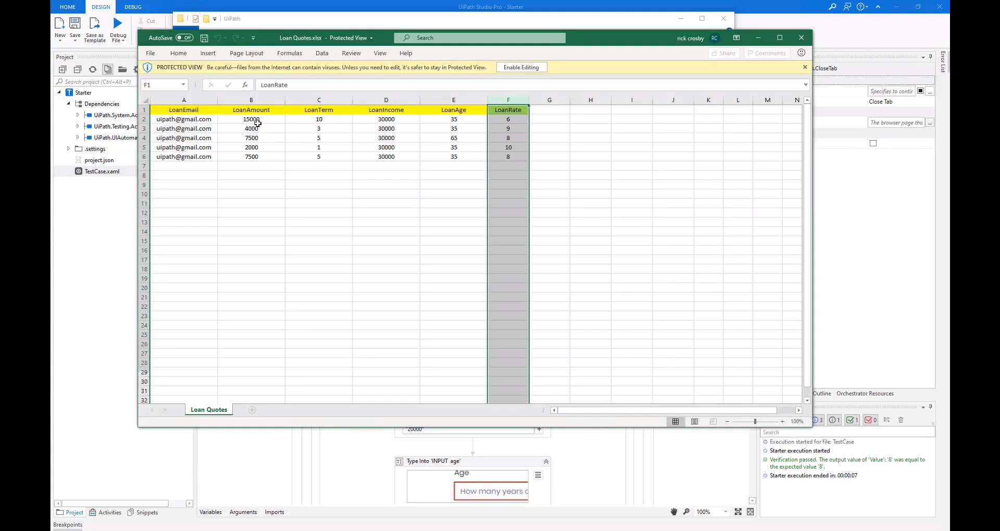 HOME DESIGN DEBUG UiPath Studio Pro - Starter
UiPath
New Save Save as Template Debug File Cut
AutoSave Off Loan Quotes.xlsx - Protected View Search rick crosby RC
File Home Insert Page Layout Formulas Data Review View Help Share Comments
PROTECTED VIEW Be careful—files from the Internet can contain viruses. Unless you need to edit, it's safer to stay in Protected View. Enable Editing
F1 fx LoanRate
A B C D E F G H I J K L M N
1 LoanEmail LoanAmount LoanTerm LoanIncome LoanAge LoanRate
2 uipath@gmail.com 15000 10 30000 35 6
3 uipath@gmail.com 4000 3 30000 35 9
4 uipath@gmail.com 7500 5 30000 65 8
5 uipath@gmail.com 2000 1 30000 35 10
6 uipath@gmail.com 7500 5 30000 35 8
7
8
9
10
11
12
13
14
15
16
17
18
19
20
21
22
23
24
25
26
27
28
29
30
31
32
Loan Quotes
100%
Project
Search project (Ctrl+Alt+P)
Starter
Dependencies
UiPath.System.Ac
UiPath.Testing.Ac
UiPath.UIAutomat
.settings
project.json
TestCase.xaml
Project Activities Snippets
Breakpoints
"20000"
Type Into 'INPUT age'
Age
How many years
Variables Arguments Imports 100%
Error List
s.CloseTab
Specifies to contir ...
Close Tab
The browser page tha ...
Outline Orchestrator Resources
3 1 1 0
Search
Execution started for file: TestCase
Starter execution started
Verification passed. The output value of 'Value': '8' was equal to
the expected value '8'.
Starter execution ended in: 00:00:07